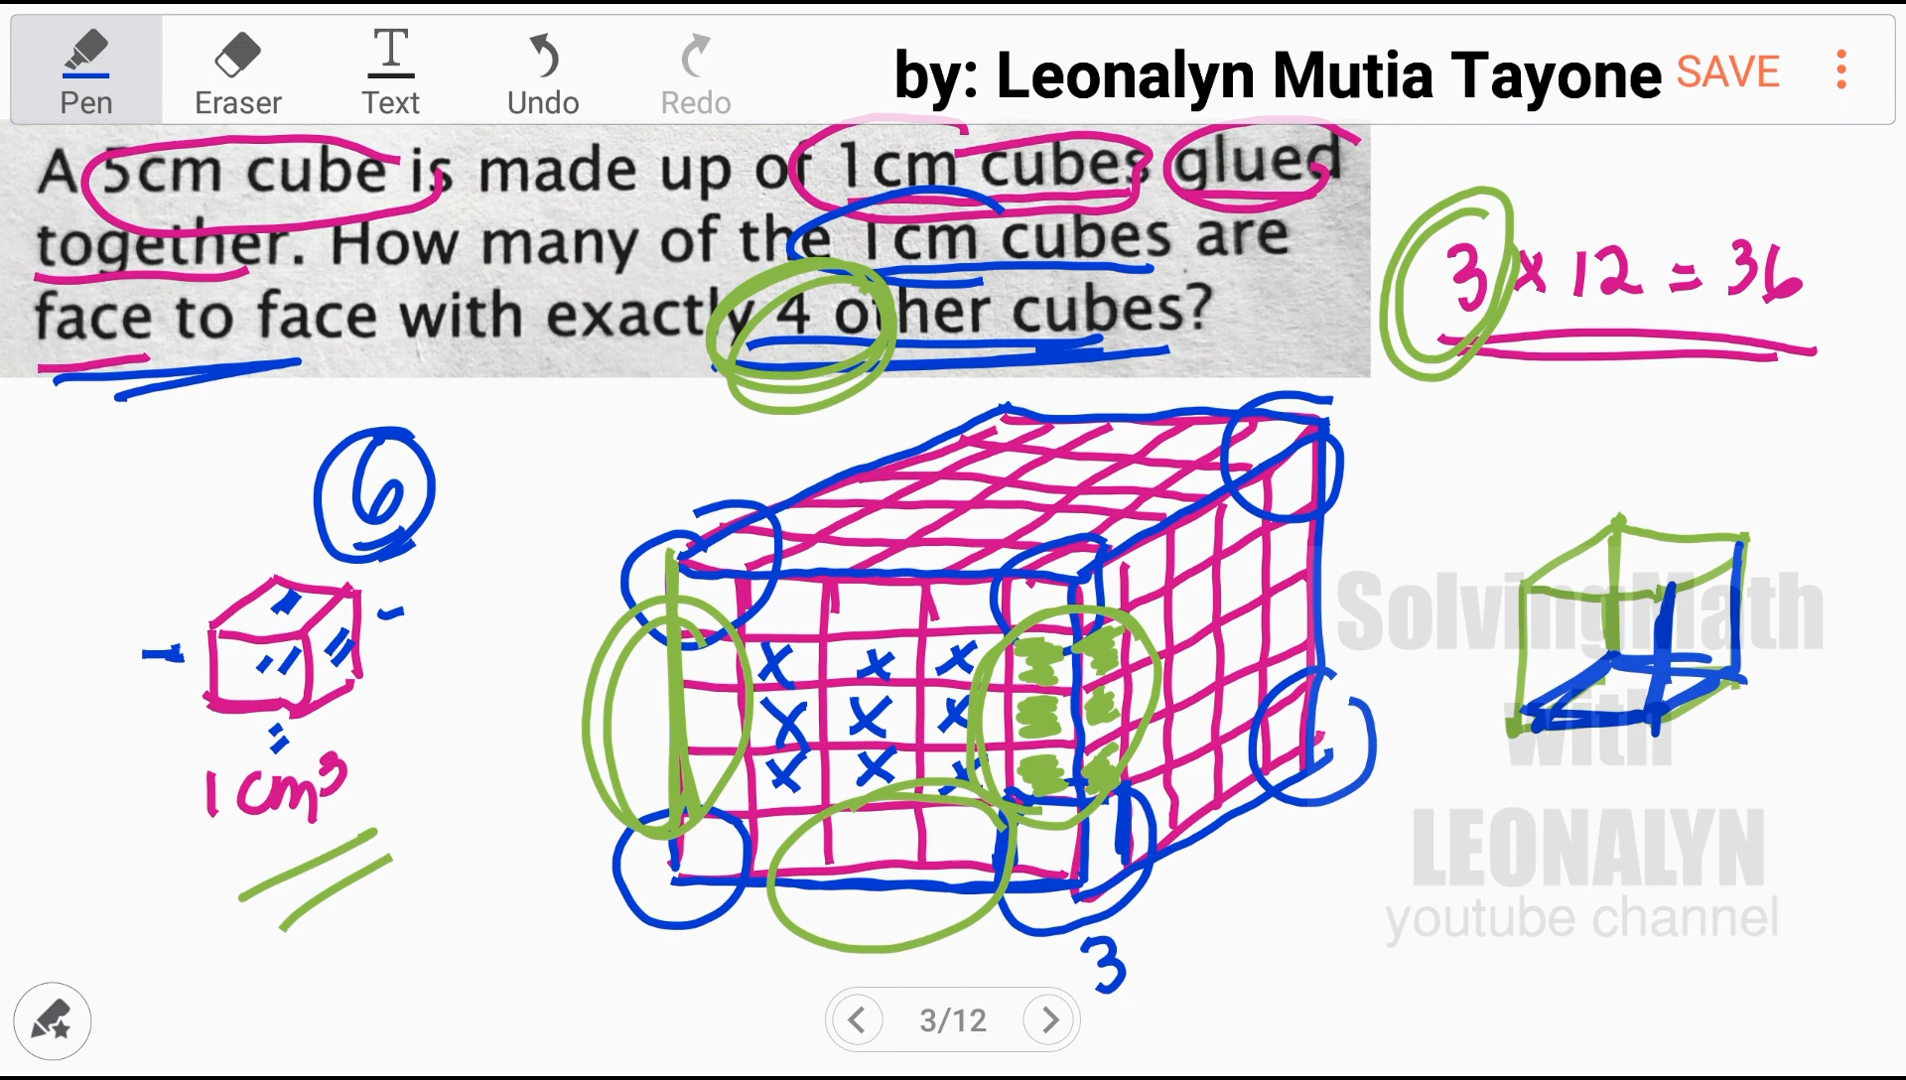 Pen
Eraser
Text
Undo
Redo
by: Leonalyn Mutia Tayone
SAVE
A 5cm cube is made up of 1cm cubes glued
together. How many of the 1cm cubes are
face to face with exactly 4 other cubes?
3 x 12 = 36
6
1 cm³
SolvingMath
with
LEONALYN
youtube channel
3
3/12